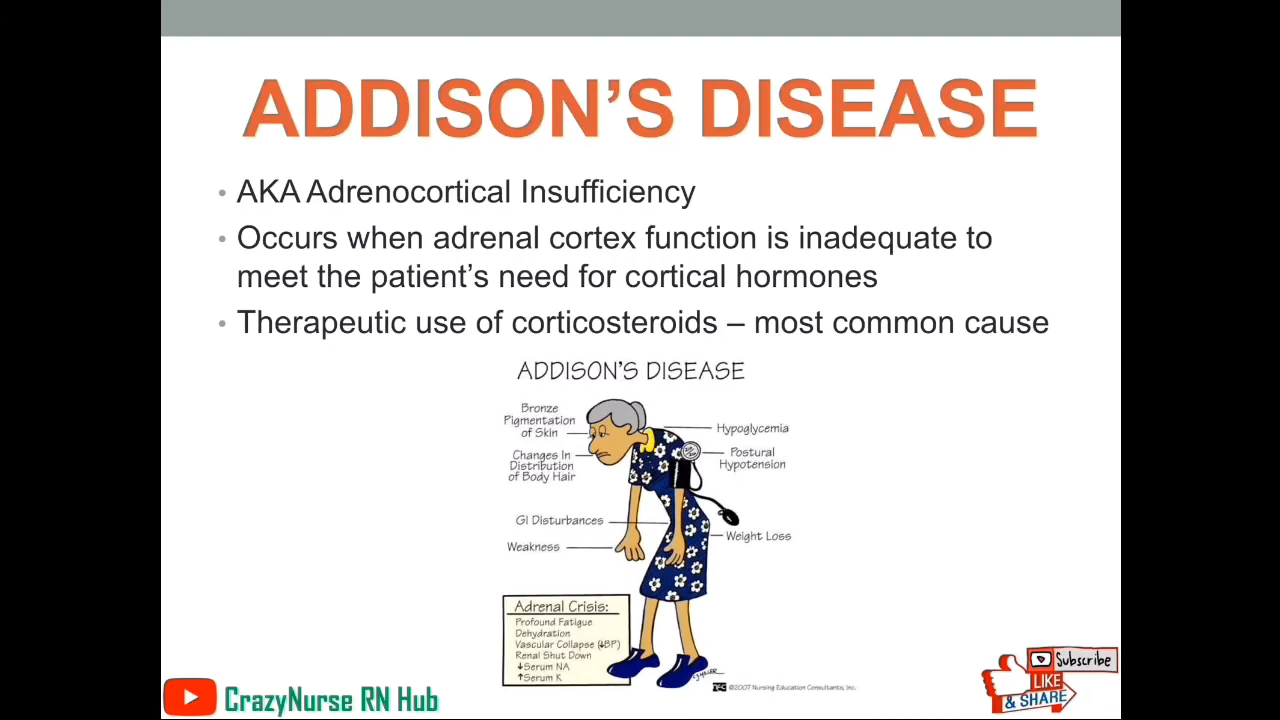 ADDISON'S DISEASE
• AKA Adrenocortical Insufficiency
• Occurs when adrenal cortex function is inadequate to
meet the patient's need for cortical hormones
• Therapeutic use of corticosteroids – most common cause
ADDISON'S DISEASE
Bronze
Pigmentation
of Skin
Changes In
Distribution
of Body Hair
GI Disturbances
Weakness
Hypoglycemia
Postural
Hypotension
Weight Loss
Adrenal Crisis:
Profound Fatigue
Dehydration
Vascular Collapse (↓BP)
Renal Shut Down
↓Serum NA
↑Serum K
©2007 Nursing Education Consultants, Inc.
CrazyNurse RN Hub
Subscribe
LIKE
& SHARE